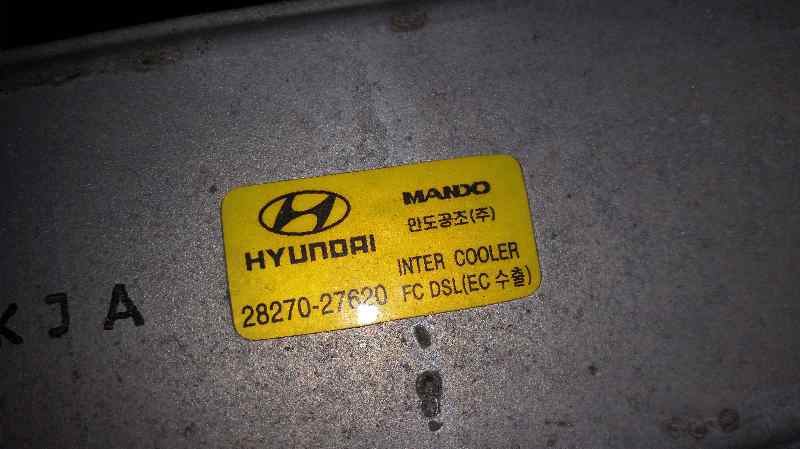 HYUNDAI
28270-27620
MANDO
만도공조(주)
INTER COOLER
FC DSL(EC 수출)
KJA